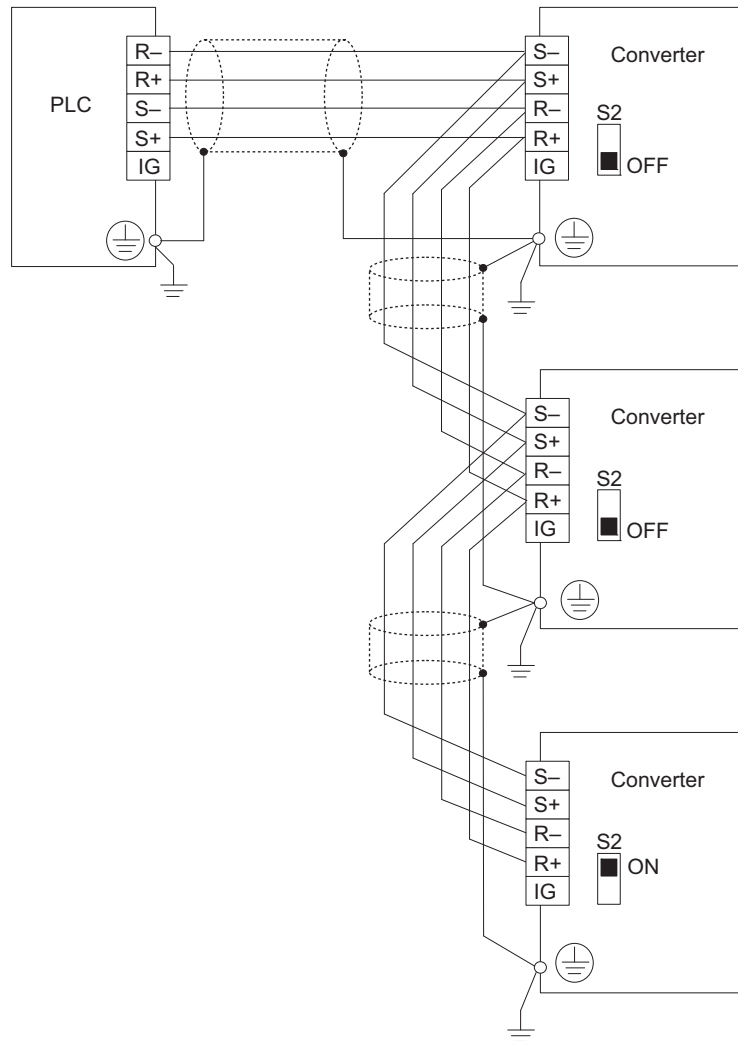 PLC
R–
R+
S–
S+
IG
S–
S+
R–
R+
IG
Converter
S2
OFF
S–
S+
R–
R+
IG
Converter
S2
OFF
S–
S+
R–
R+
IG
Converter
S2
ON